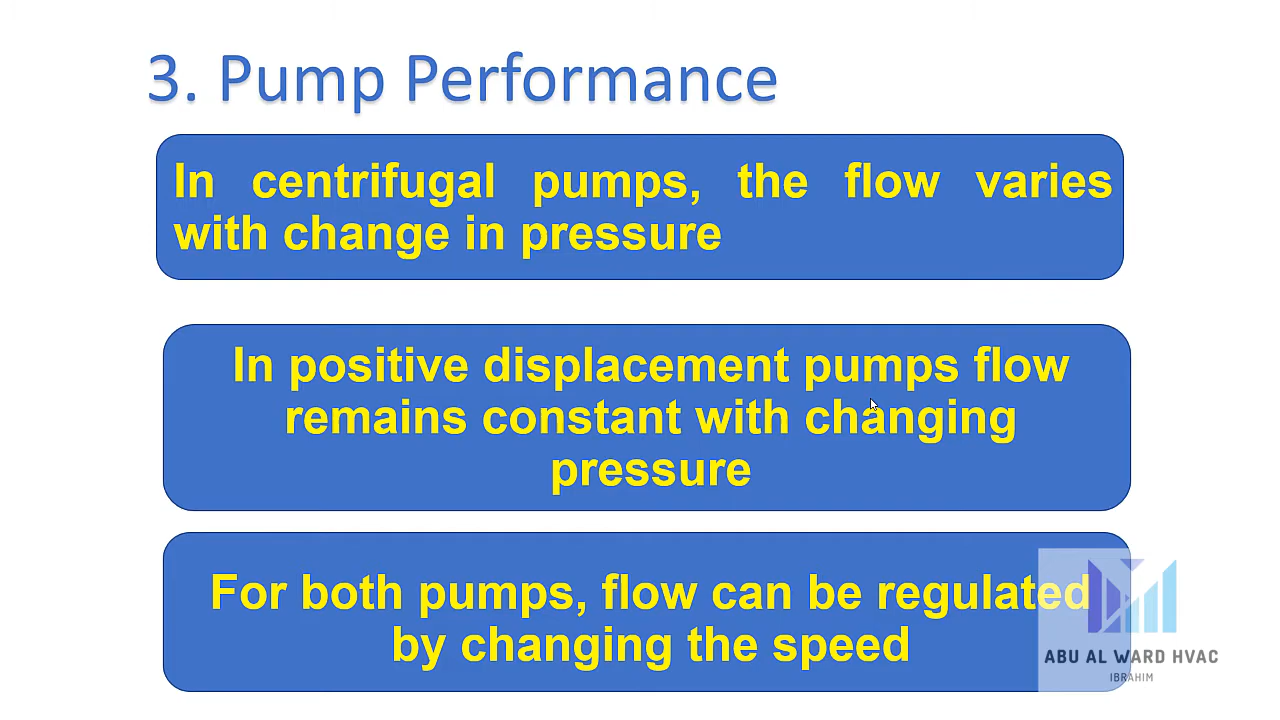 3. Pump Performance
In centrifugal pumps, the flow varies
with change in pressure
In positive displacement pumps flow
remains constant with changing
pressure
For both pumps, flow can be regulated
by changing the speed
ABU AL WARD HVAC
IBRAHIM